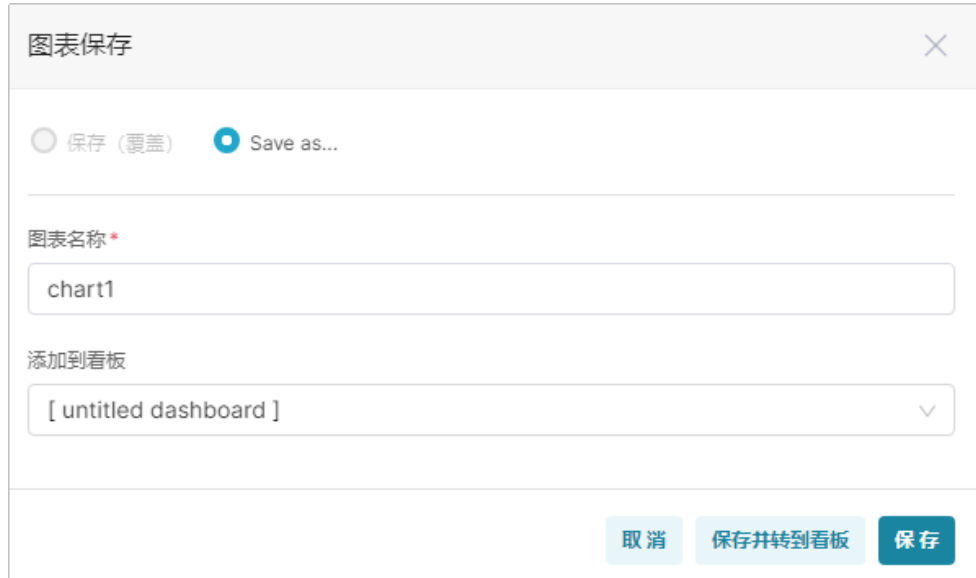 图表保存
保存（覆盖） Save as...
图表名称*
chart1
添加到看板
[ untitled dashboard ]
取消 保存并转到看板 保存